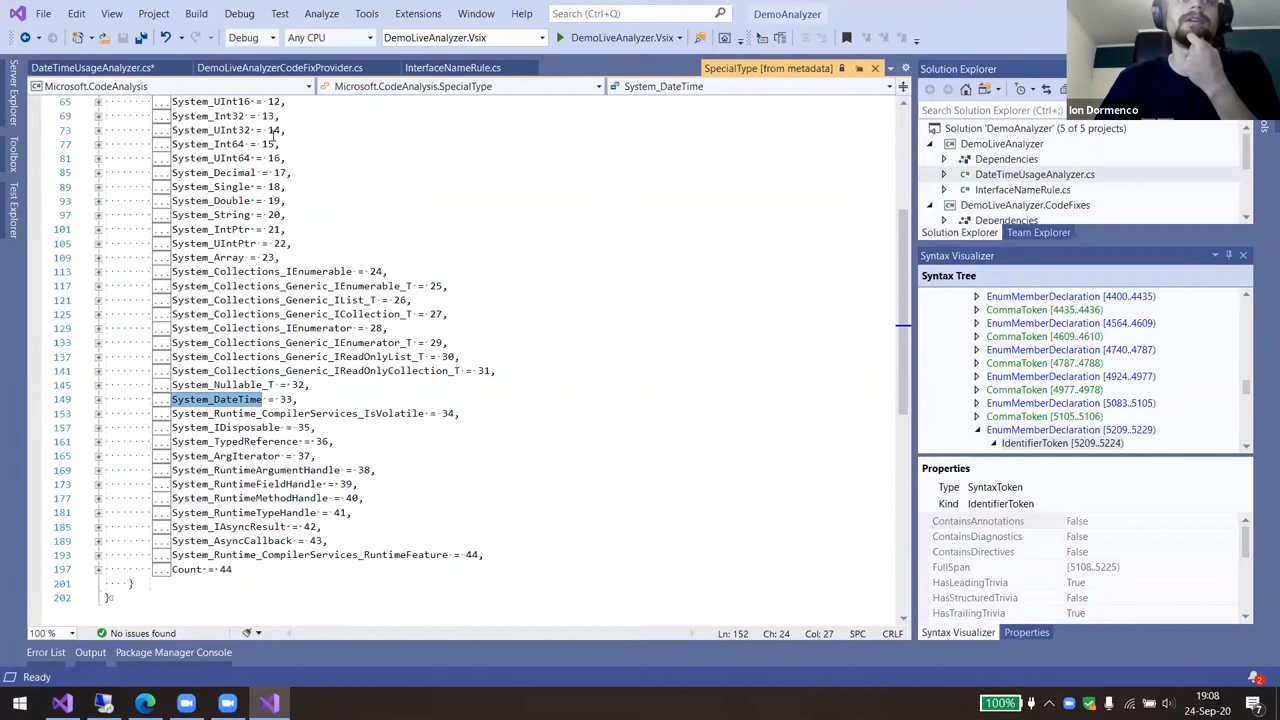 File Edit View Git Project Build Debug Test Analyze Tools Extensions Window Help Search (Ctrl+Q) DemoAnalyzer
Debug Any CPU DemoLiveAnalyzer.Vsix DemoLiveAnalyzer.Vsix
DateTimeUsageAnalyzer.cs* DemoLiveAnalyzerCodeFixProvider.cs InterfaceNameRule.cs SpecialType [from metadata]
Microsoft.CodeAnalysis Microsoft.CodeAnalysis.SpecialType System_DateTime
Server Explorer
Toolbox
Test Explorer
65 ... System_UInt16 = 12,
69 ... System_Int32 = 13,
73 ... System_UInt32 = 14,
77 ... System_Int64 = 15,
81 ... System_UInt64 = 16,
85 ... System_Decimal = 17,
89 ... System_Single = 18,
93 ... System_Double = 19,
97 ... System_String = 20,
101 ... System_IntPtr = 21,
105 ... System_UIntPtr = 22,
109 ... System_Array = 23,
113 ... System_Collections_IEnumerable = 24,
117 ... System_Collections_Generic_IEnumerable_T = 25,
121 ... System_Collections_Generic_IList_T = 26,
125 ... System_Collections_Generic_ICollection_T = 27,
129 ... System_Collections_IEnumerator = 28,
133 ... System_Collections_Generic_IEnumerator_T = 29,
137 ... System_Collections_Generic_IReadOnlyList_T = 30,
141 ... System_Collections_Generic_IReadOnlyCollection_T = 31,
145 ... System_Nullable_T = 32,
149 ... System_DateTime = 33,
153 ... System_Runtime_CompilerServices_IsVolatile = 34,
157 ... System_IDisposable = 35,
161 ... System_TypedReference = 36,
165 ... System_ArgIterator = 37,
169 ... System_RuntimeArgumentHandle = 38,
173 ... System_RuntimeFieldHandle = 39,
177 ... System_RuntimeMethodHandle = 40,
181 ... System_RuntimeTypeHandle = 41,
185 ... System_IAsyncResult = 42,
189 ... System_AsyncCallback = 43,
193 ... System_Runtime_CompilerServices_RuntimeFeature = 44,
197 ... Count = 44
201 }
202 }
100 % No issues found Ln: 152 Ch: 24 Col: 27 SPC CRLF
Error List Output Package Manager Console
Ready
Solution Explorer
Ion Dormenco
Search Solution Explorer
Solution 'DemoAnalyzer' (5 of 5 projects)
DemoLiveAnalyzer
Dependencies
DateTimeUsageAnalyzer.cs
InterfaceNameRule.cs
DemoLiveAnalyzer.CodeFixes
Dependencies
Solution Explorer Team Explorer
Syntax Visualizer
Syntax Tree
EnumMemberDeclaration [4400..4435)
CommaToken [4435..4436)
EnumMemberDeclaration [4564..4609)
CommaToken [4609..4610)
EnumMemberDeclaration [4740..4787)
CommaToken [4787..4788)
EnumMemberDeclaration [4924..4977)
CommaToken [4977..4978)
EnumMemberDeclaration [5083..5105)
CommaToken [5105..5106)
EnumMemberDeclaration [5209..5229)
IdentifierToken [5209..5224)
Properties
Type SyntaxToken
Kind IdentifierToken
ContainsAnnotations False
ContainsDiagnostics False
ContainsDirectives False
FullSpan [5108..5225)
HasLeadingTrivia True
HasStructuredTrivia False
HasTrailingTrivia True
Syntax Visualizer Properties
2
100% 19:08
24-Sep-20 7